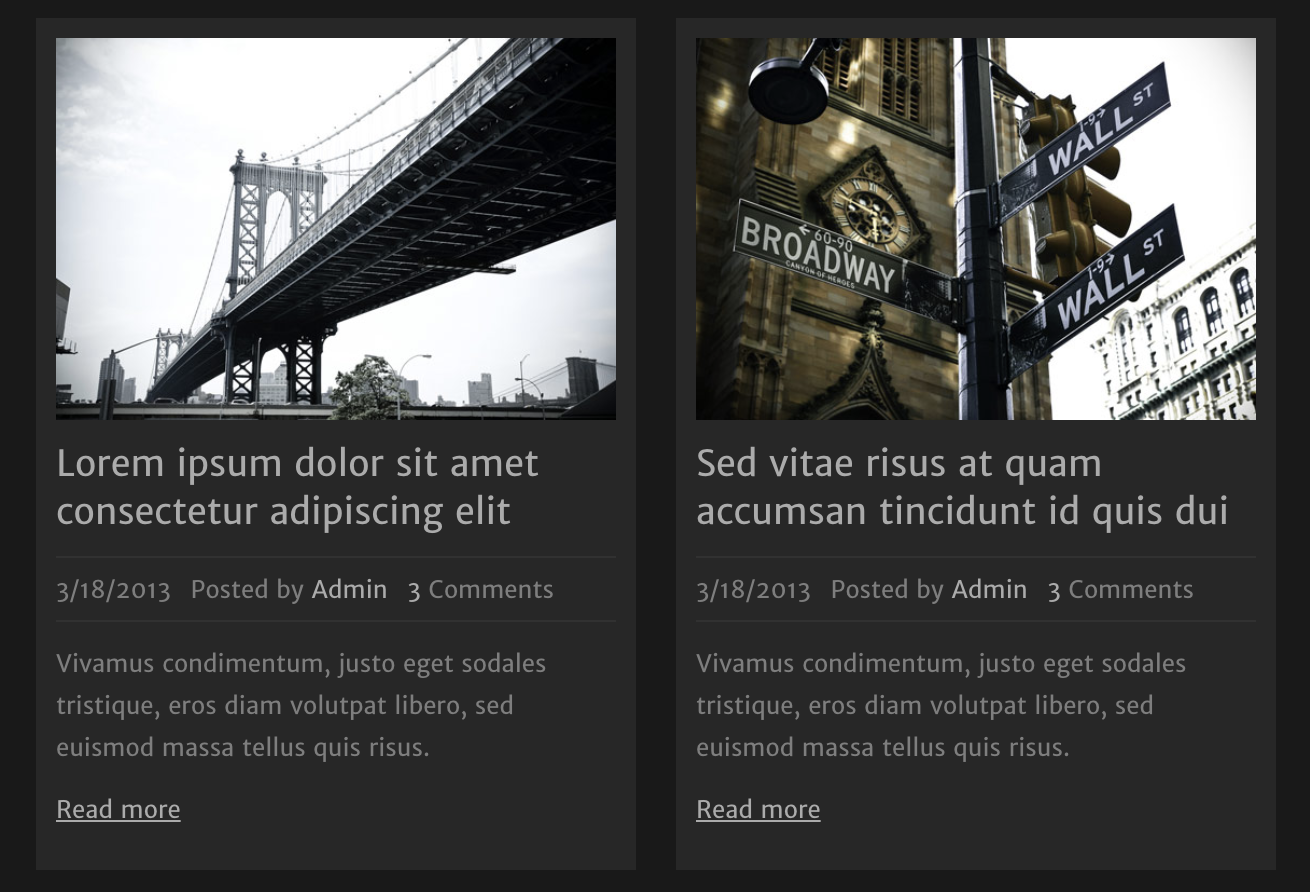 Lorem ipsum dolor sit amet
consectetur adipiscing elit
3/18/2013 Posted by Admin 3 Comments
Vivamus condimentum, justo eget sodales
tristique, eros diam volutpat libero, sed
euismod massa tellus quis risus.
Read more
1-9→
WALL ST
← 60-90
BROADWAY
CANYON OF HEROES
1-9→
WALL ST
Sed vitae risus at quam
accumsan tincidunt id quis dui
3/18/2013 Posted by Admin 3 Comments
Vivamus condimentum, justo eget sodales
tristique, eros diam volutpat libero, sed
euismod massa tellus quis risus.
Read more